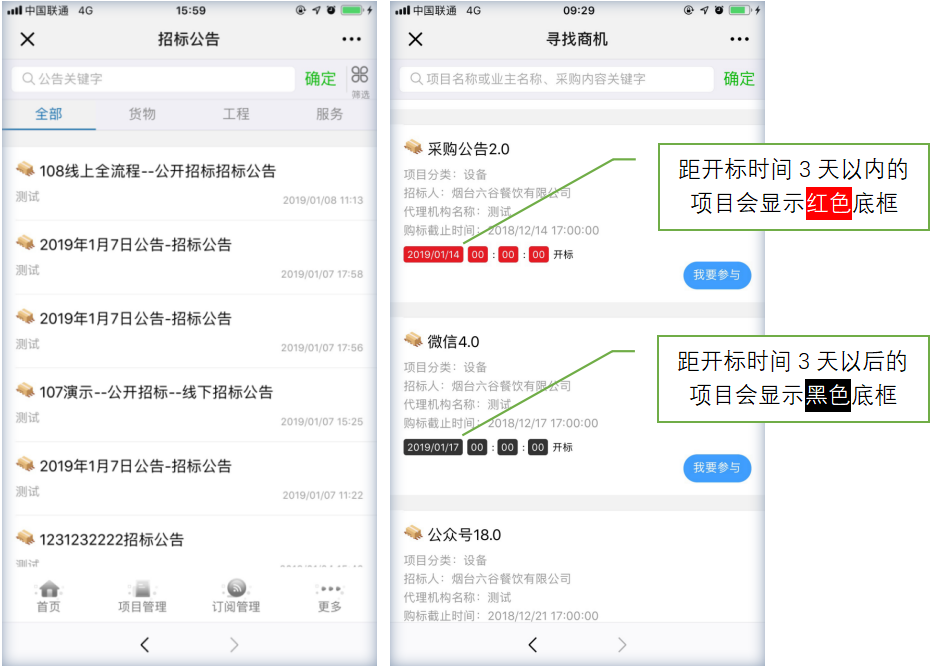 中国联通 4G 15:59
招标公告
公告关键字
确定
筛选
全部 货物 工程 服务
108线上全流程--公开招标招标公告
测试
2019/01/08 11:13
2019年1月7日公告-招标公告
测试
2019/01/07 17:58
2019年1月7日公告-招标公告
测试
2019/01/07 17:56
107演示--公开招标--线下招标公告
测试
2019/01/07 15:25
2019年1月7日公告-招标公告
测试
2019/01/07 11:22
1231232222招标公告
测试
首页 项目管理 订阅管理 更多
中国联通 4G 09:29
寻找商机
项目名称或业主名称、采购内容关键字
确定
采购公告2.0
项目分类：设备
招标人：烟台六谷餐饮有限公司
代理机构名称：测试
购标截止时间：2018/12/14 17:00:00
2019/01/14 00 : 00 : 00 开标
我要参与
微信4.0
项目分类：设备
招标人：烟台六谷餐饮有限公司
代理机构名称：测试
购标截止时间：2018/12/17 17:00:00
2019/01/17 00 : 00 : 00 开标
我要参与
公众号18.0
项目分类：设备
招标人：烟台六谷餐饮有限公司
代理机构名称：测试
购标截止时间：2018/12/21 17:00:00
距开标时间 3 天以内的
项目会显示红色底框
距开标时间 3 天以后的
项目会显示黑色底框